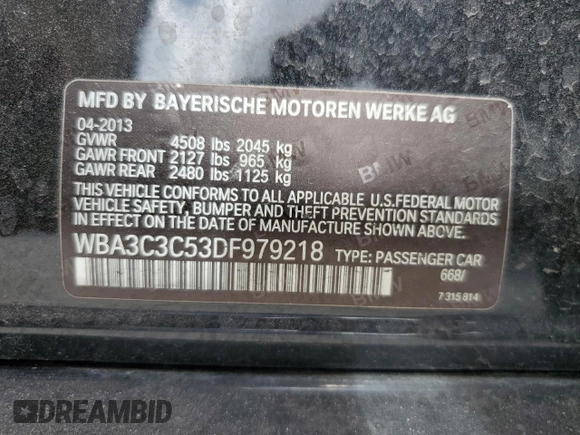 MFD BY BAYERISCHE MOTOREN WERKE AG
04-2013
GVWR 4508 lbs 2045 kg
GAWR FRONT 2127 lbs 965 kg
GAWR REAR 2480 lbs 1125 kg
THIS VEHICLE CONFORMS TO ALL APPLICABLE U.S.FEDERAL MOTOR
VEHICLE SAFETY, BUMPER AND THEFT PREVENTION STANDARDS
IN EFFECT ON THE DATE OF MANUFACTURE SHOWN ABOVE.
WBA3C3C53DF979218 TYPE: PASSENGER CAR
668/
7 315 814
BMW
DREAMBID.COM